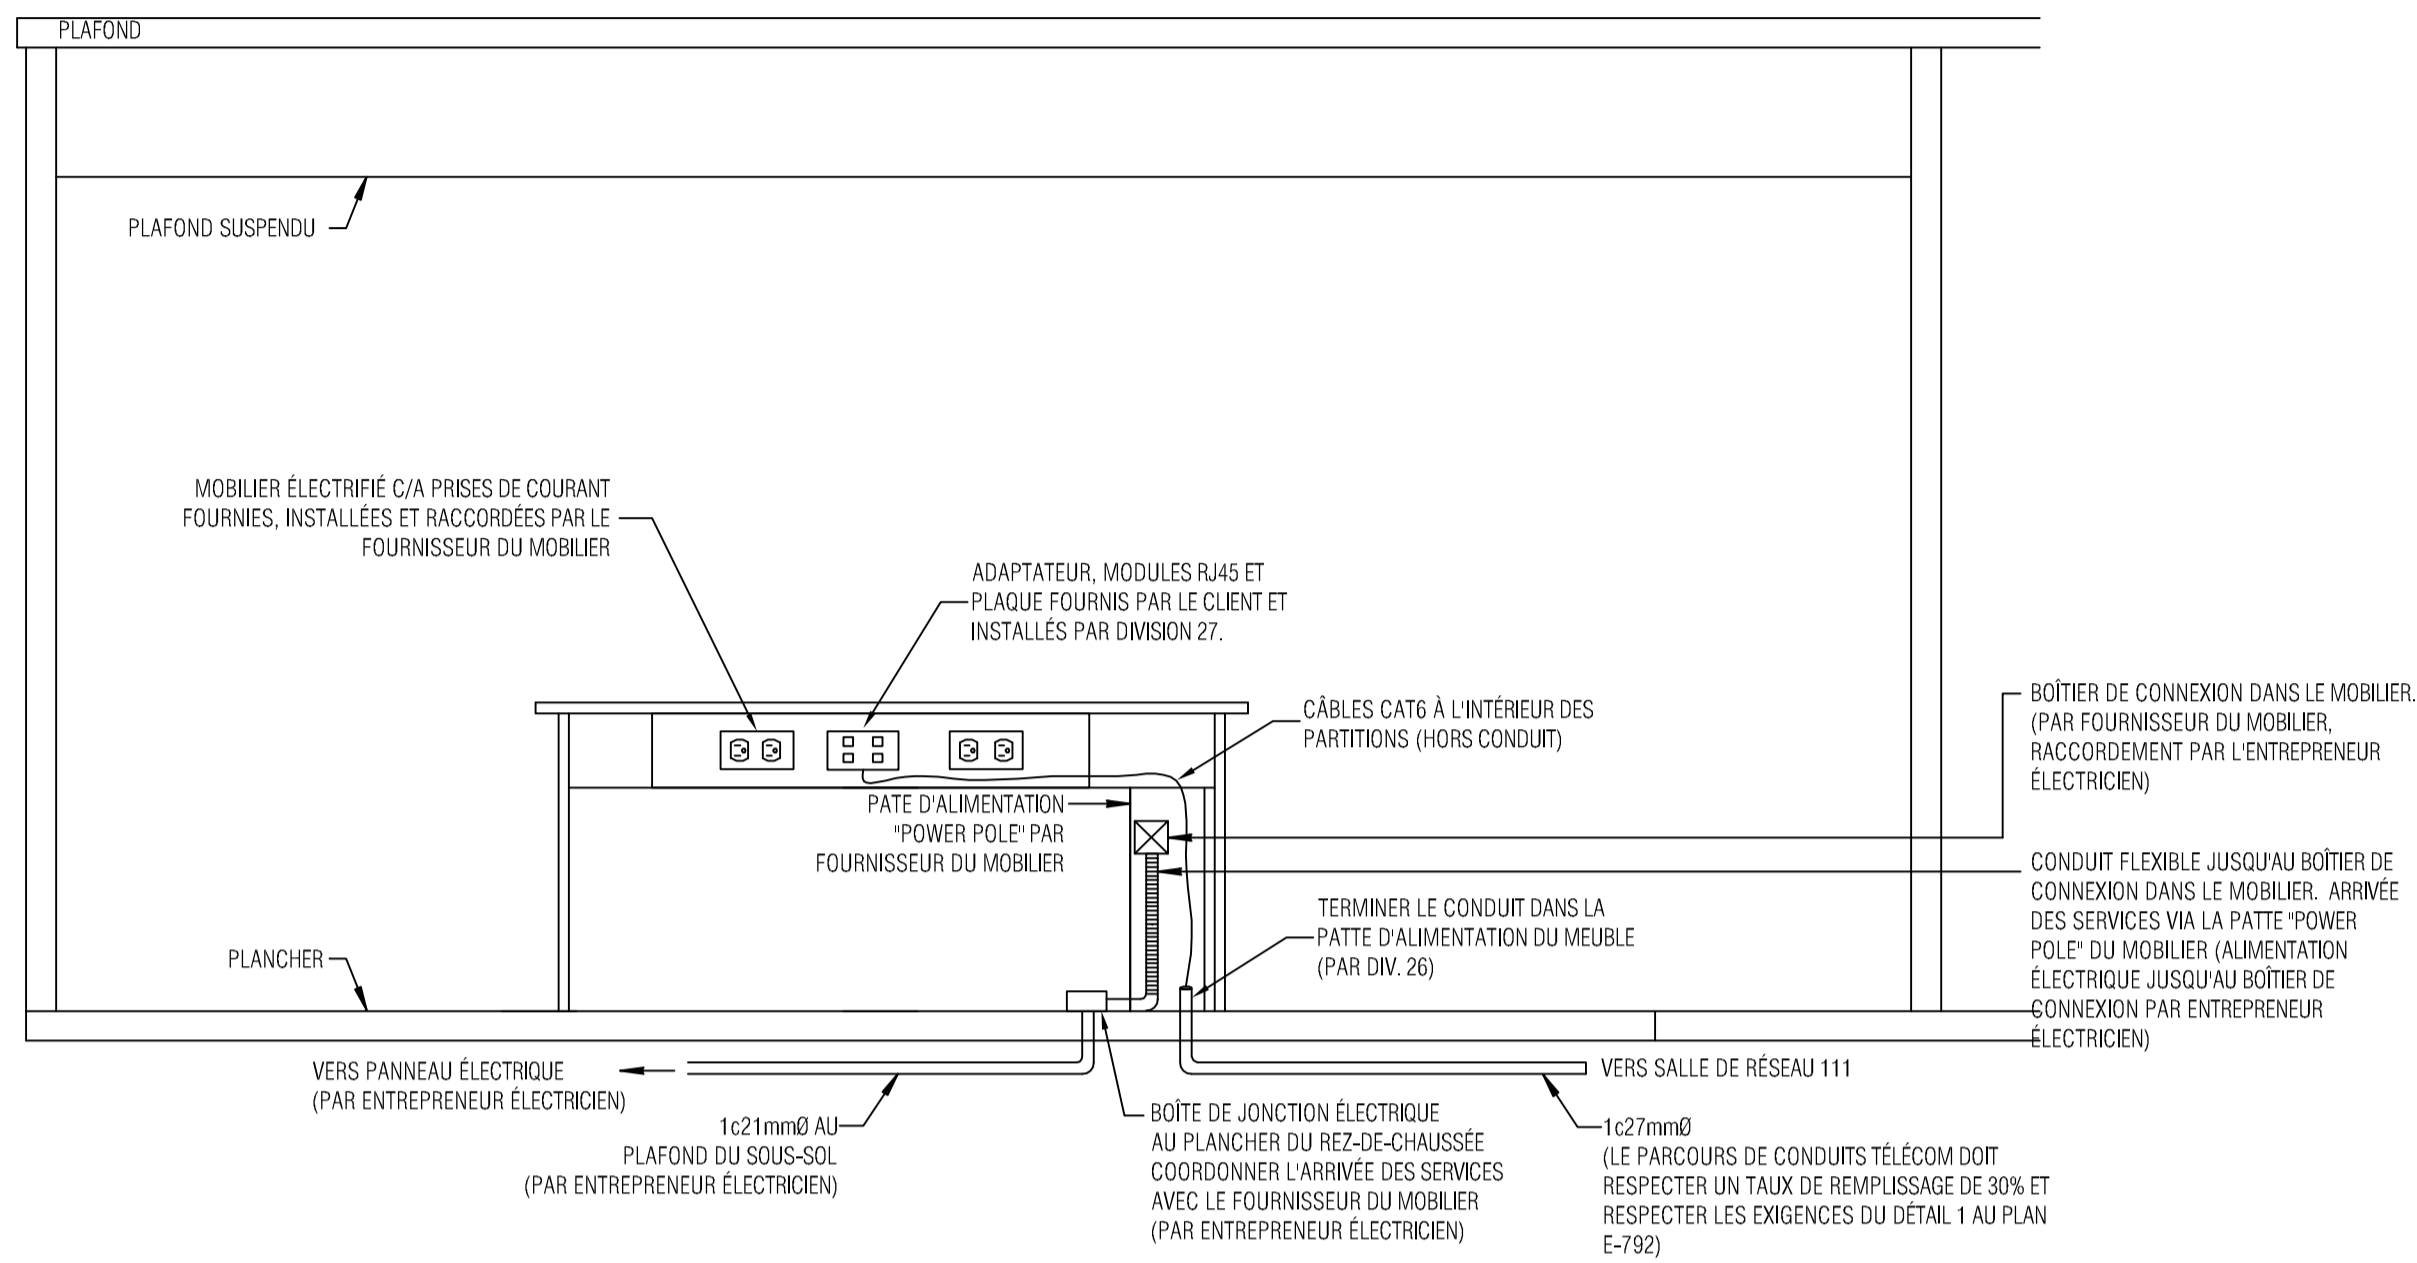 PLAFOND
PLAFOND SUSPENDU
MOBILIER ÉLECTRIFIÉ C/A PRISES DE COURANT
FOURNIES, INSTALLÉES ET RACCORDÉES PAR LE
FOURNISSEUR DU MOBILIER
ADAPTATEUR, MODULES RJ45 ET
PLAQUE FOURNIS PAR LE CLIENT ET
INSTALLÉS PAR DIVISION 27.
CÂBLES CAT6 À L'INTÉRIEUR DES
PARTITIONS (HORS CONDUIT)
BOÎTIER DE CONNEXION DANS LE MOBILIER.
(PAR FOURNISSEUR DU MOBILIER,
RACCORDEMENT PAR L'ENTREPRENEUR
ÉLECTRICIEN)
PATE D'ALIMENTATION
"POWER POLE" PAR
FOURNISSEUR DU MOBILIER
CONDUIT FLEXIBLE JUSQU'AU BOÎTIER DE
CONNEXION DANS LE MOBILIER. ARRIVÉE
DES SERVICES VIA LA PATTE "POWER
POLE" DU MOBILIER (ALIMENTATION
ÉLECTRIQUE JUSQU'AU BOÎTIER DE
CONNEXION PAR ENTREPRENEUR
ÉLECTRICIEN)
TERMINER LE CONDUIT DANS LA
PATTE D'ALIMENTATION DU MEUBLE
(PAR DIV. 26)
PLANCHER
VERS PANNEAU ÉLECTRIQUE
(PAR ENTREPRENEUR ÉLECTRICIEN)
VERS SALLE DE RÉSEAU 111
1c21mmØ AU
PLAFOND DU SOUS-SOL
(PAR ENTREPRENEUR ÉLECTRICIEN)
BOÎTE DE JONCTION ÉLECTRIQUE
AU PLANCHER DU REZ-DE-CHAUSSÉE
COORDONNER L'ARRIVÉE DES SERVICES
AVEC LE FOURNISSEUR DU MOBILIER
(PAR ENTREPRENEUR ÉLECTRICIEN)
1c27mmØ
(LE PARCOURS DE CONDUITS TÉLÉCOM DOIT
RESPECTER UN TAUX DE REMPLISSAGE DE 30% ET
RESPECTER LES EXIGENCES DU DÉTAIL 1 AU PLAN
E-792)